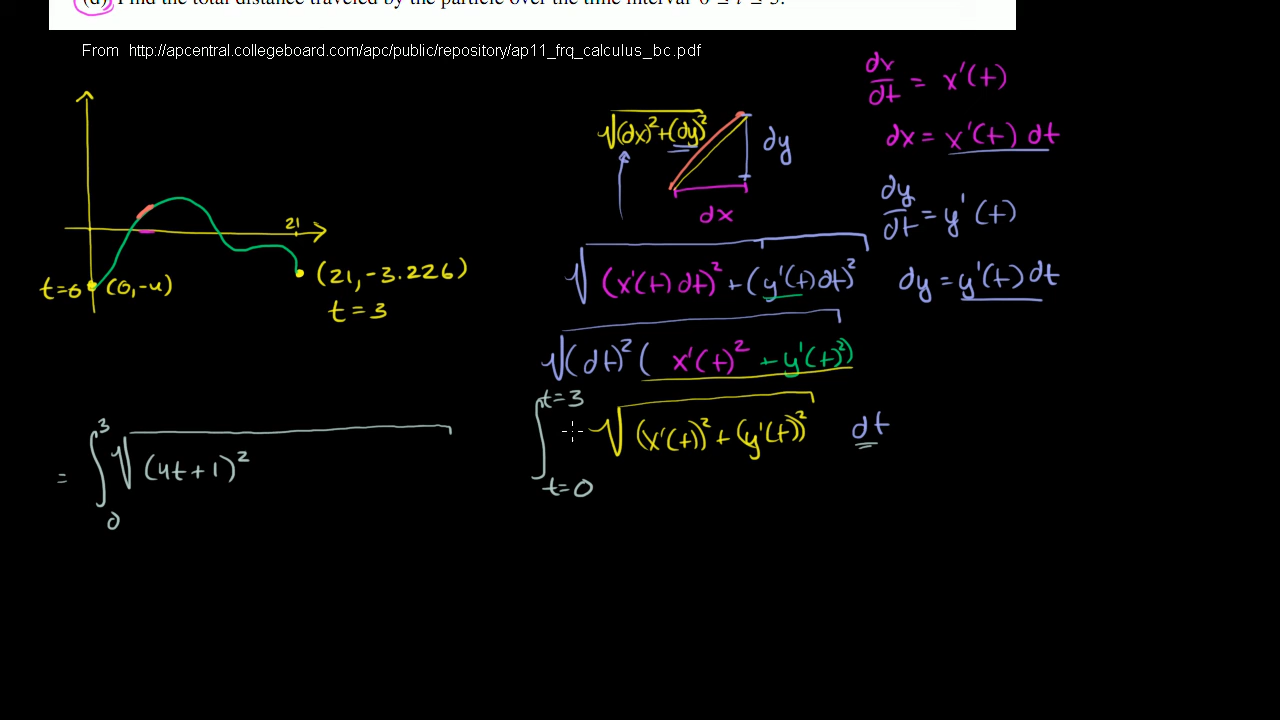 (d) Find the total distance traveled by the particle over the time interval 0 ≤ t ≤ 3.
From http://apcentral.collegeboard.com/apc/public/repository/ap11_frq_calculus_bc.pdf
dx/dt = x'(t)
dx = x'(t) dt
dy/dt = y'(t)
dy = y'(t) dt
√((dx)²+(dy)²
dy
dx
21
t=0 (0,-4)
(21, -3.226)
t = 3
√(x'(t) dt)² + (y'(t) dt)²
√(dt)² ( x'(t)² + y'(t)²)
∫ t=0 t=3 √(x'(t))² + (y'(t))² dt
= ∫ 0 3 √(4t+1)²